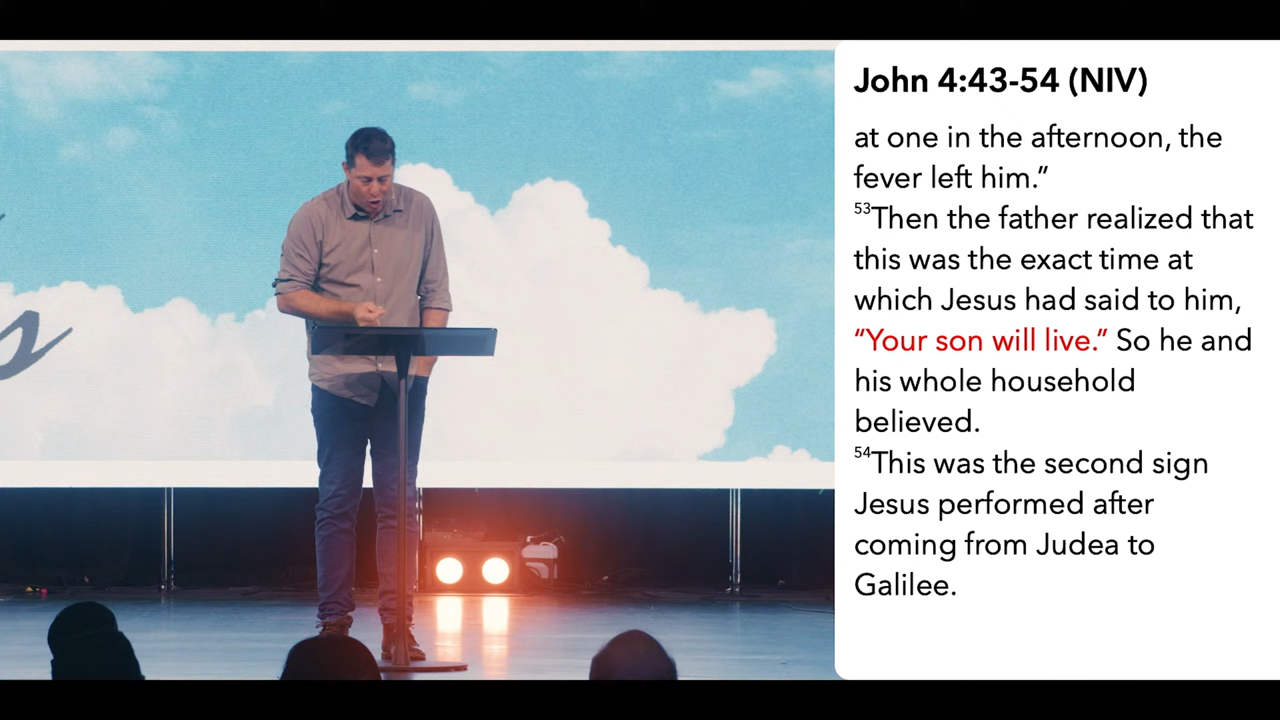 John 4:43-54 (NIV)
at one in the afternoon, the
fever left him.”
53Then the father realized that
this was the exact time at
which Jesus had said to him,
“Your son will live.” So he and
his whole household
believed.
54This was the second sign
Jesus performed after
coming from Judea to
Galilee.